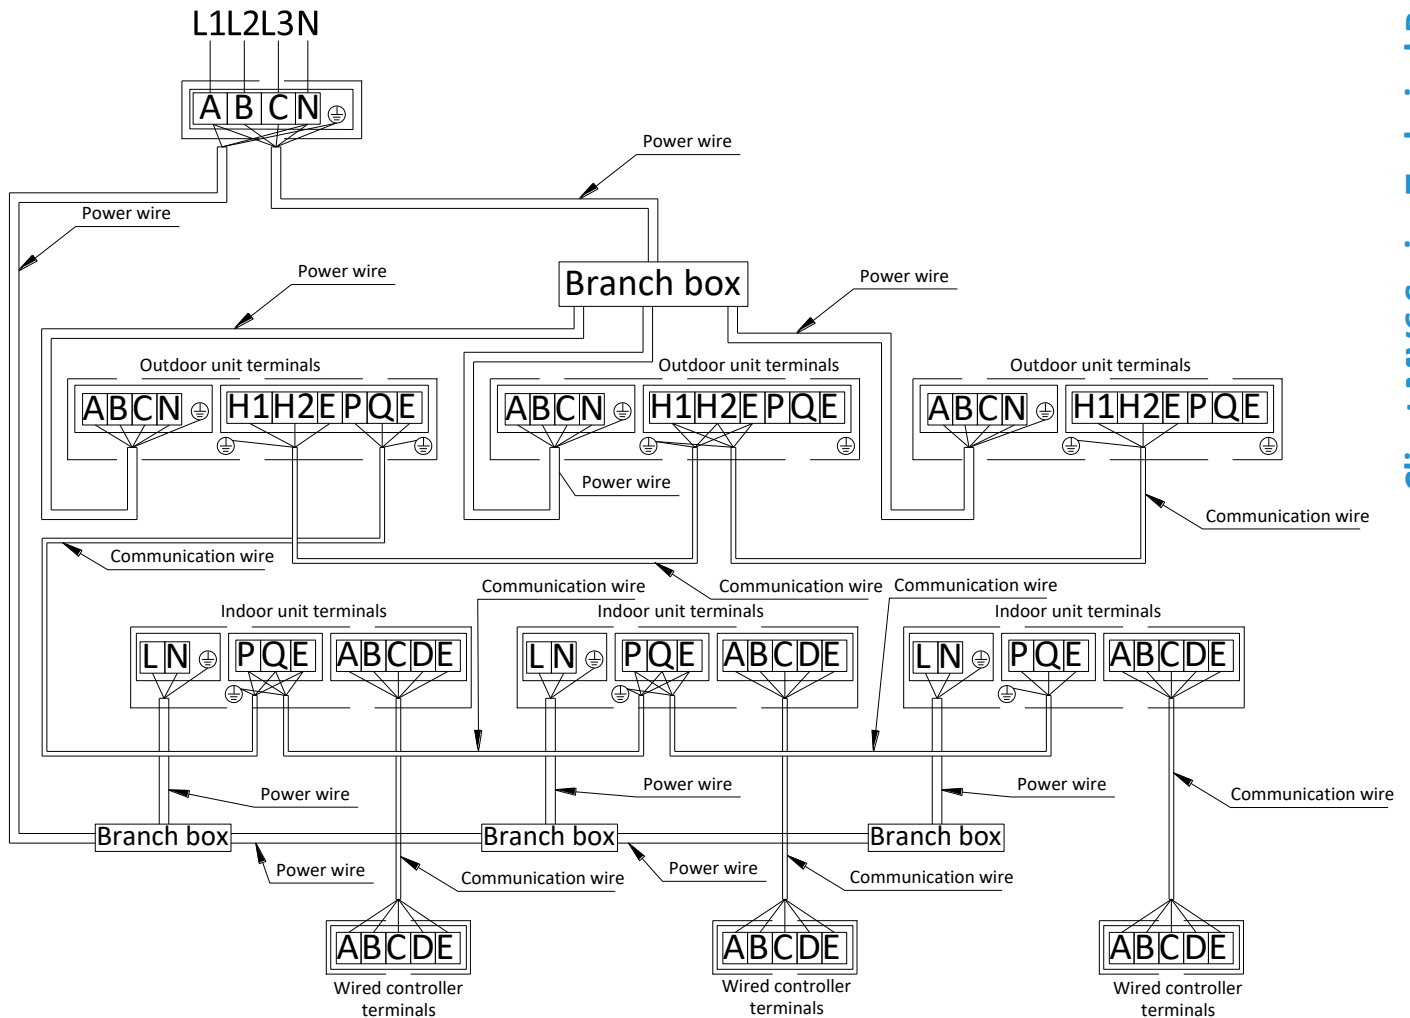 L1L2L3N
ABCN
Power wire
Power wire
Branch box
Power wire
Power wire
Outdoor unit terminals
Outdoor unit terminals
Outdoor unit terminals
ABCN H1H2EPQE
ABCN H1H2EPQE
ABCN H1H2EPQE
Power wire
Communication wire
Communication wire
Communication wire
Communication wire
Communication wire
Indoor unit terminals
Indoor unit terminals
Indoor unit terminals
LN PQE ABCDE
LN PQE ABCDE
LN PQE ABCDE
Power wire
Power wire
Power wire
Communication wire
Branch box
Branch box
Branch box
Power wire
Communication wire
Power wire
Communication wire
ABCDE
ABCDE
ABCDE
Wired controller
terminals
Wired controller
terminals
Wired controller
terminals